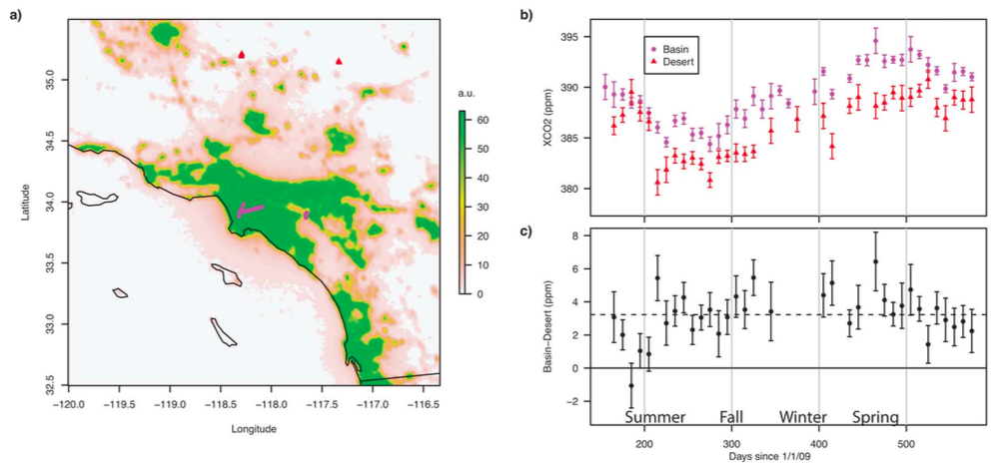 a)
35.0
34.5
34.0
33.5
33.0
32.5
Latitude
−120.0 −119.5 −119.0 −118.5 −118.0 −117.5 −117.0 −116.5
Longitude
a.u.
60
50
40
30
20
10
0
b)
395
390
385
380
XCO2 (ppm)
Basin
Desert
c)
8
6
4
2
0
−2
Basin−Desert (ppm)
Summer Fall Winter Spring
200 300 400 500
Days since 1/1/09